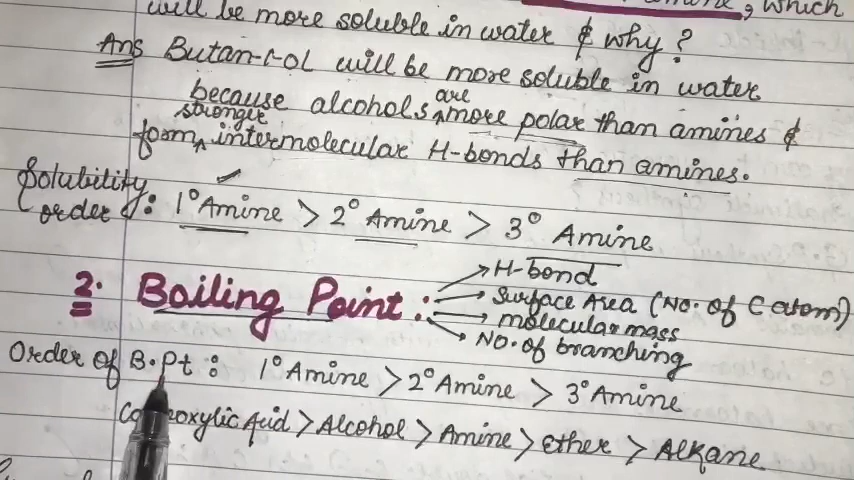 will be more soluble in water & why? , which
Ans Butan-1-OL will be more soluble in water
because alcohols are more polar than amines &
form stronger intermolecular H-bonds than amines.
Solubility order: 1° Amine > 2° Amine > 3° Amine
2. Boiling Point:
H-bond
Surface Area (No. of C atom)
molecular mass
No. of branching
Order of B.Pt: 1° Amine > 2° Amine > 3° Amine
Acid > Alcohol > Amine > Ether > Alkane